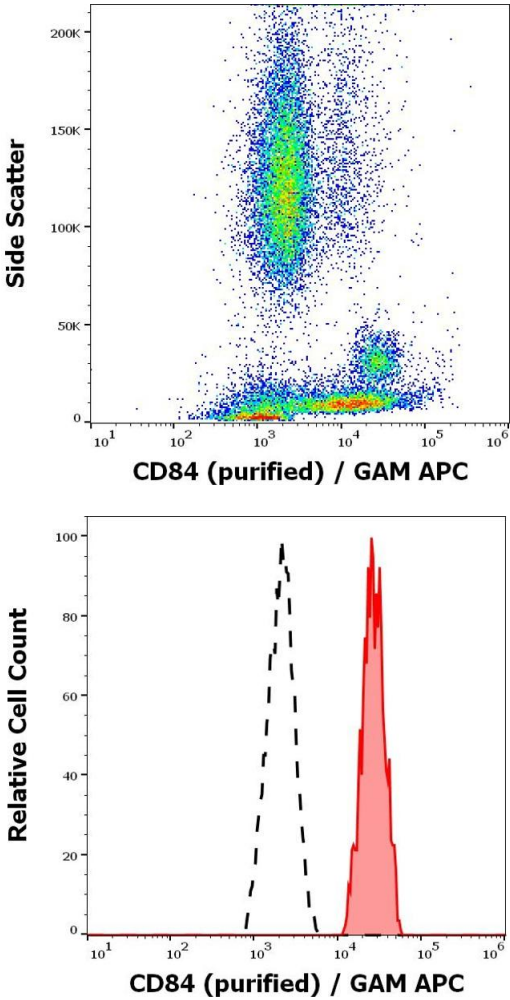 200K
150K
100K
50K
0
Side Scatter
10¹ 10² 10³ 10⁴ 10⁵ 10⁶
CD84 (purified) / GAM APC
100
80
60
40
20
0
Relative Cell Count
10¹ 10² 10³ 10⁴ 10⁵ 10⁶
CD84 (purified) / GAM APC